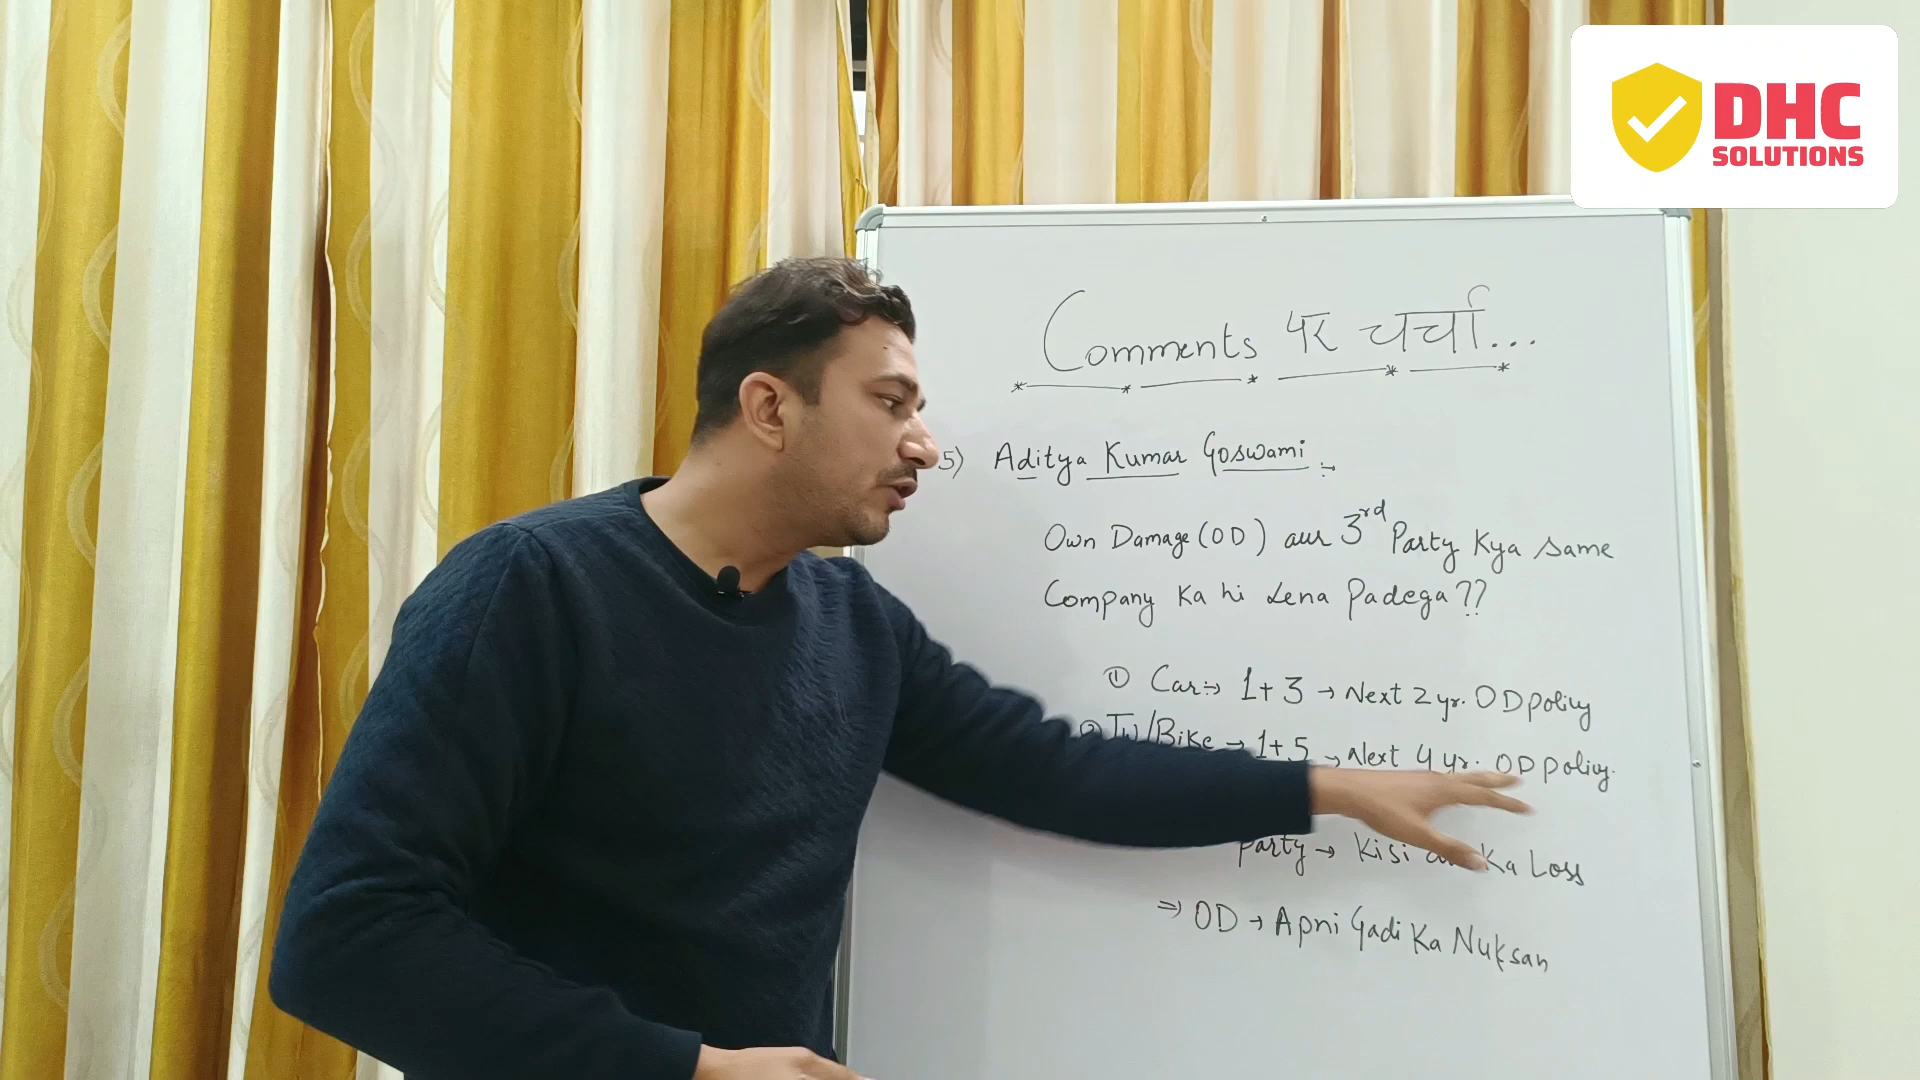 DHC
SOLUTIONS
Comments पर चर्चा...
5) Aditya Kumar Goswami :-
Own Damage (OD) aur 3rd Party Kya same
Company Ka hi Lena Padega ??
① Car:→ 1+3 → Next 2 yr. OD policy
② TW/Bike → 1+5 → Next 4 yr. OD policy.
Party → Kisi Ka Loss
⇒ OD → Apni Gadi Ka Nuksan